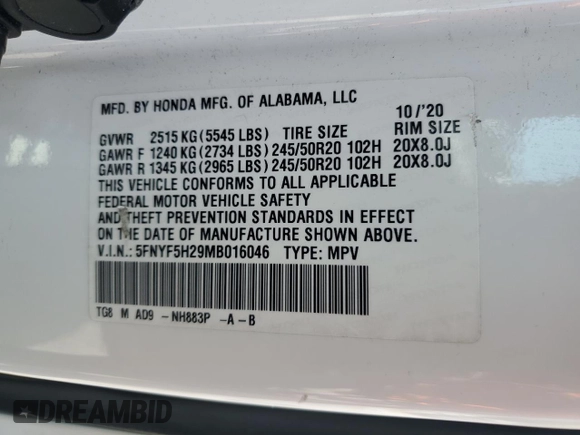 MFD. BY HONDA MFG. OF ALABAMA, LLC 10/'20
GVWR 2515 KG (5545 LBS) TIRE SIZE RIM SIZE
GAWR F 1240 KG (2734 LBS) 245/50R20 102H 20X8.0J
GAWR R 1345 KG (2965 LBS) 245/50R20 102H 20X8.0J
THIS VEHICLE CONFORMS TO ALL APPLICABLE
FEDERAL MOTOR VEHICLE SAFETY
AND THEFT PREVENTION STANDARDS IN EFFECT
ON THE DATE OF MANUFACTURE SHOWN ABOVE.
V.I.N.: 5FNYF5H29MB016046 TYPE: MPV
TG8 M AD9 -NH883P -A-B
DREAMBID